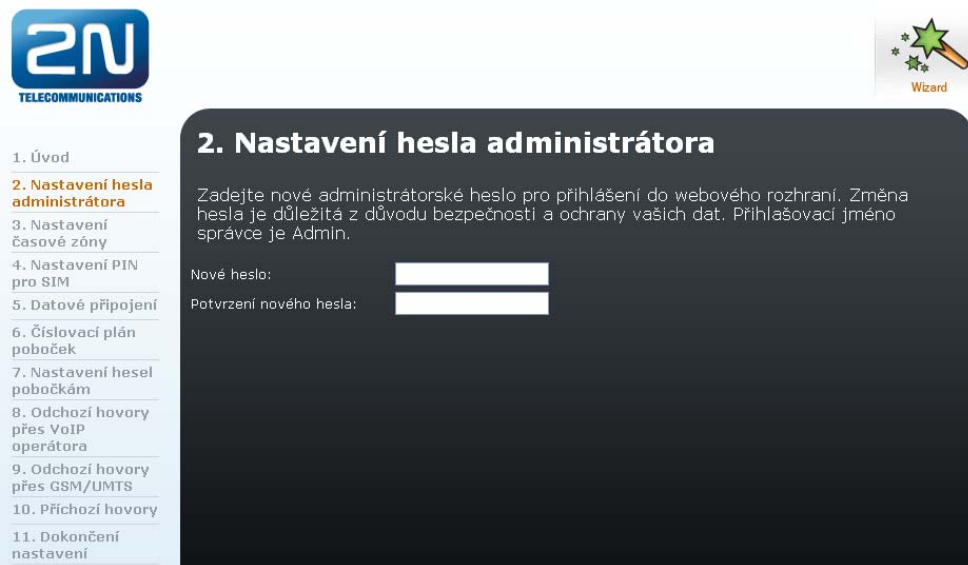 2N
TELECOMMUNICATIONS
Wizard
1. Úvod
2. Nastavení hesla
administrátora
3. Nastavení
časové zóny
4. Nastavení PIN
pro SIM
5. Datové připojení
6. Číslovací plán
poboček
7. Nastavení hesel
pobočkám
8. Odchozí hovory
přes VoIP
operátora
9. Odchozí hovory
přes GSM/UMTS
10. Příchozí hovory
11. Dokončení
nastavení
2. Nastavení hesla administrátora
Zadejte nové administrátorské heslo pro přihlášení do webového rozhraní. Změna
hesla je důležitá z důvodu bezpečnosti a ochrany vašich dat. Přihlašovací jméno
správce je Admin.
Nové heslo:
Potvrzení nového hesla: